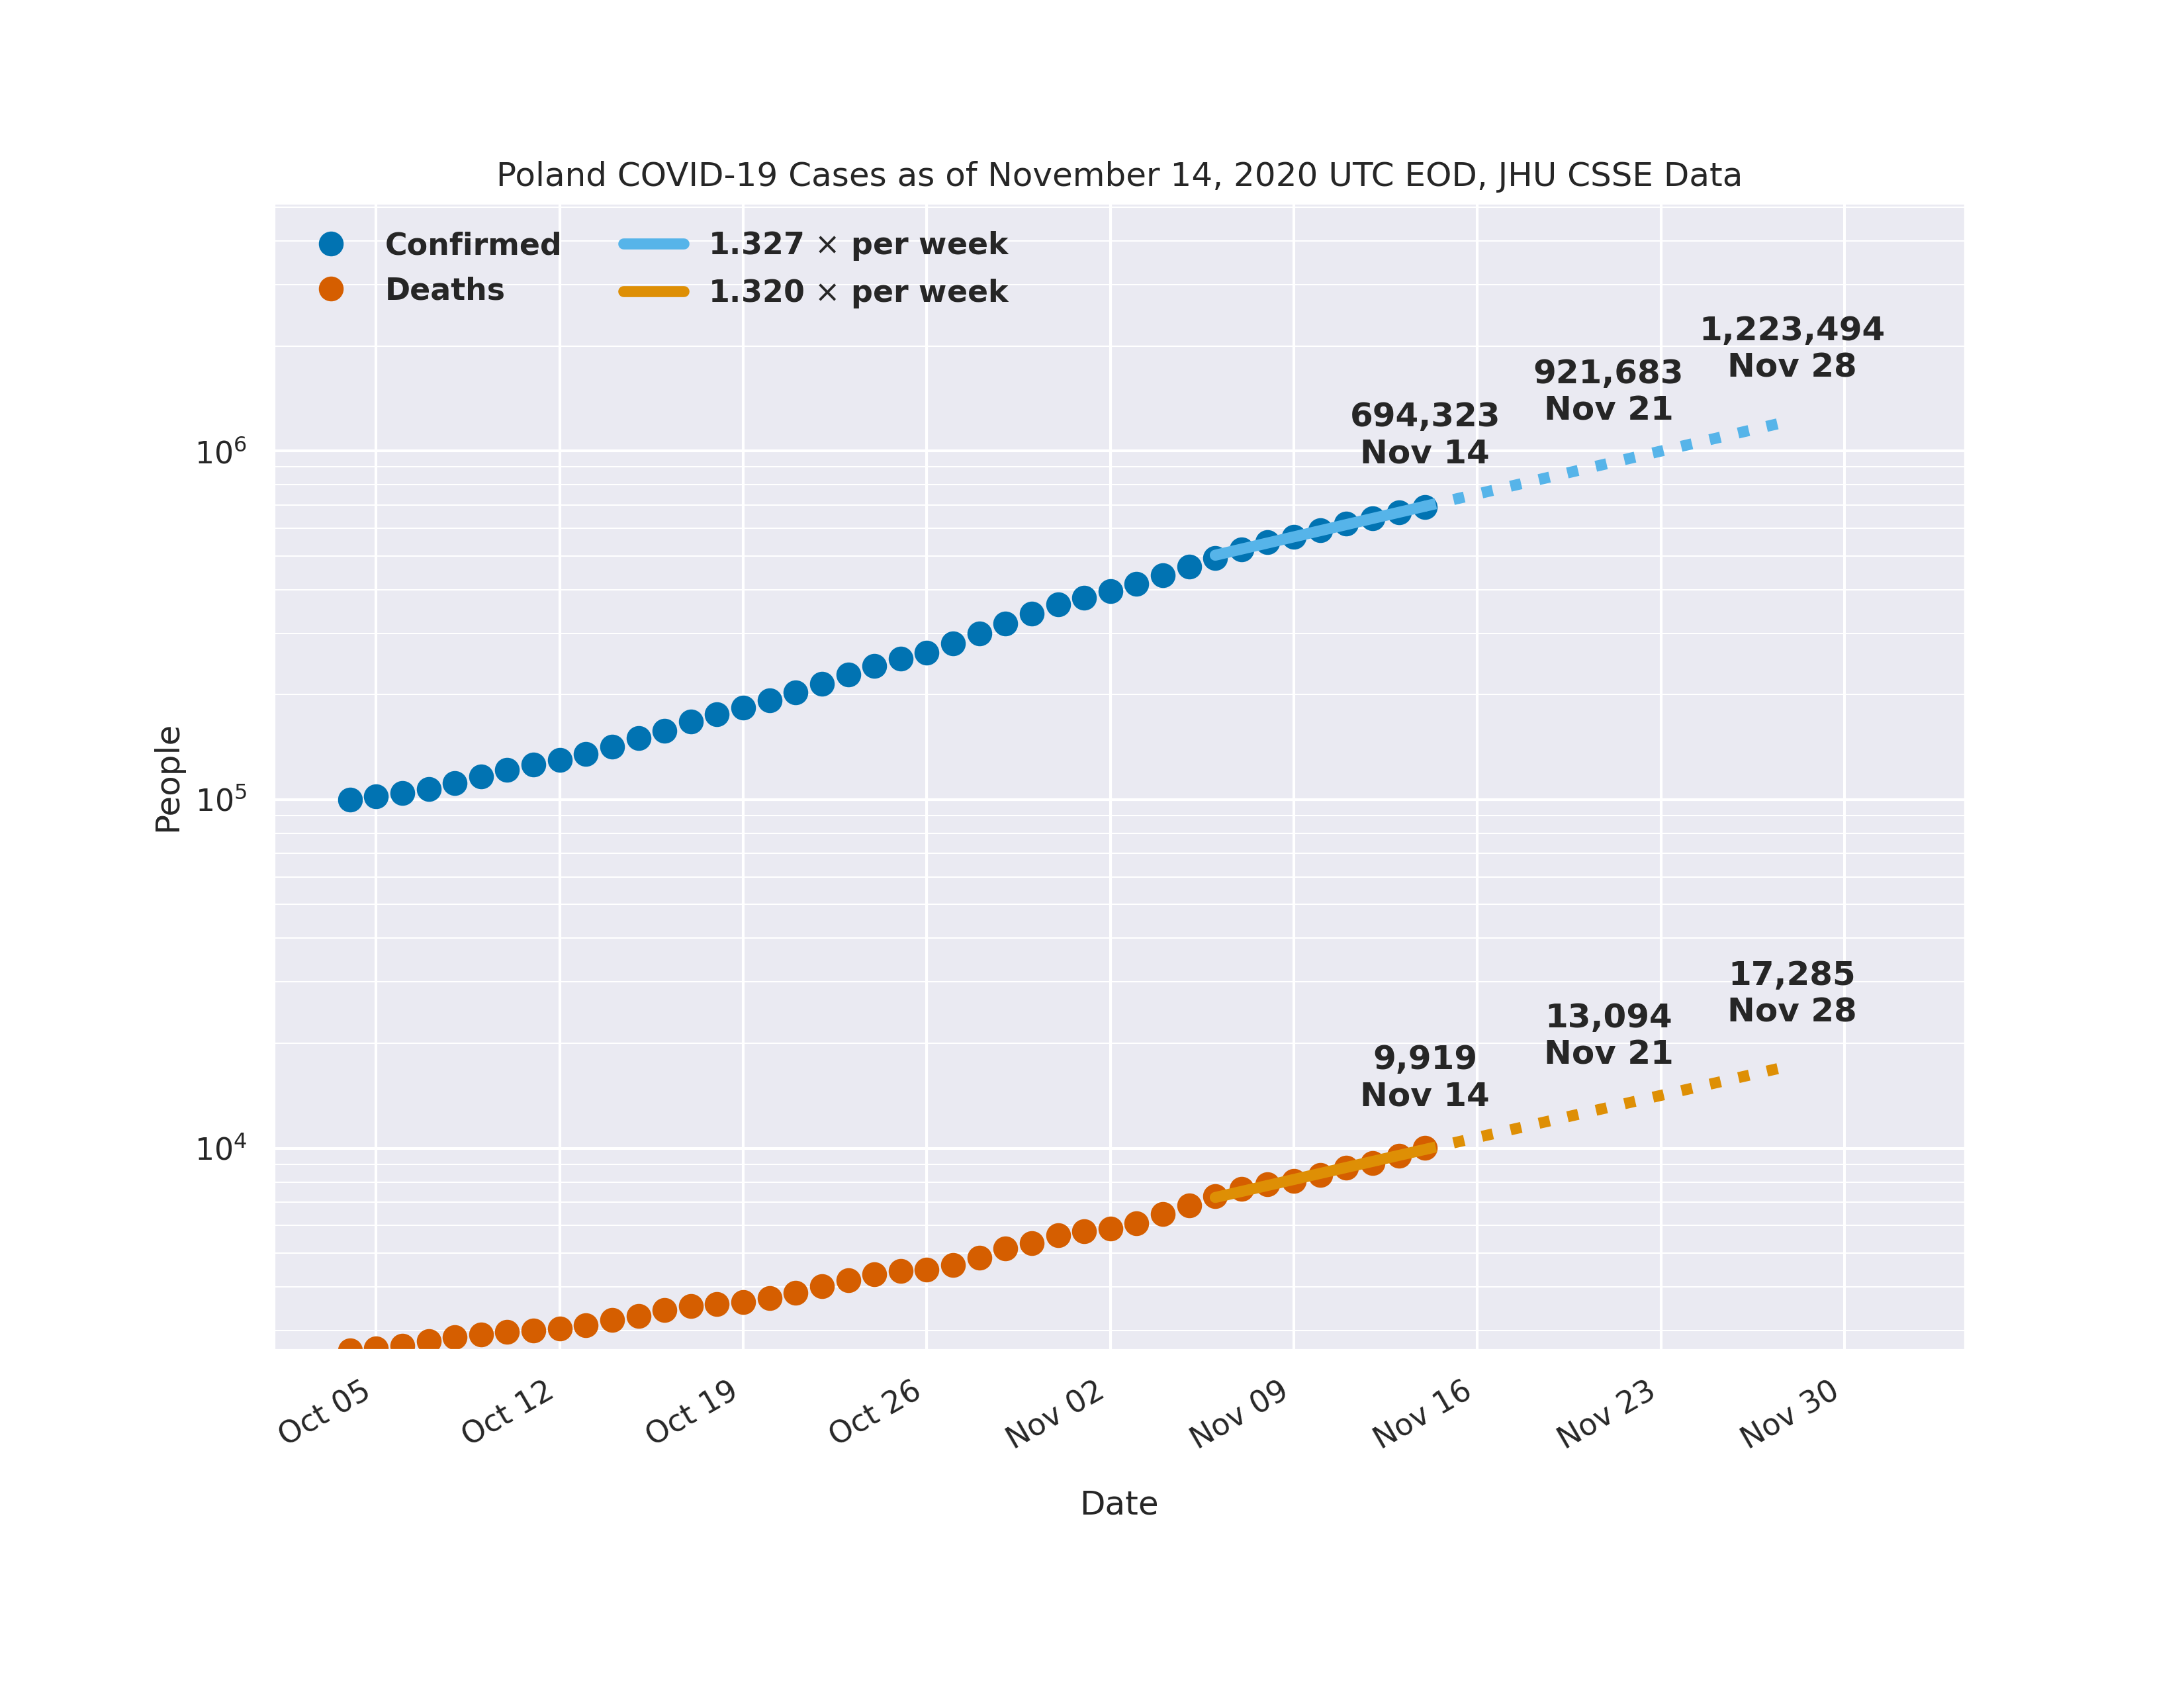 Poland COVID-19 Cases as of November 14, 2020 UTC EOD, JHU CSSE Data
Confirmed
Deaths
1.327 × per week
1.320 × per week
1,223,494
Nov 28
921,683
Nov 21
694,323
Nov 14
17,285
Nov 28
13,094
Nov 21
9,919
Nov 14
People
10⁶
10⁵
10⁴
Oct 05
Oct 12
Oct 19
Oct 26
Nov 02
Nov 09
Nov 16
Nov 23
Nov 30
Date